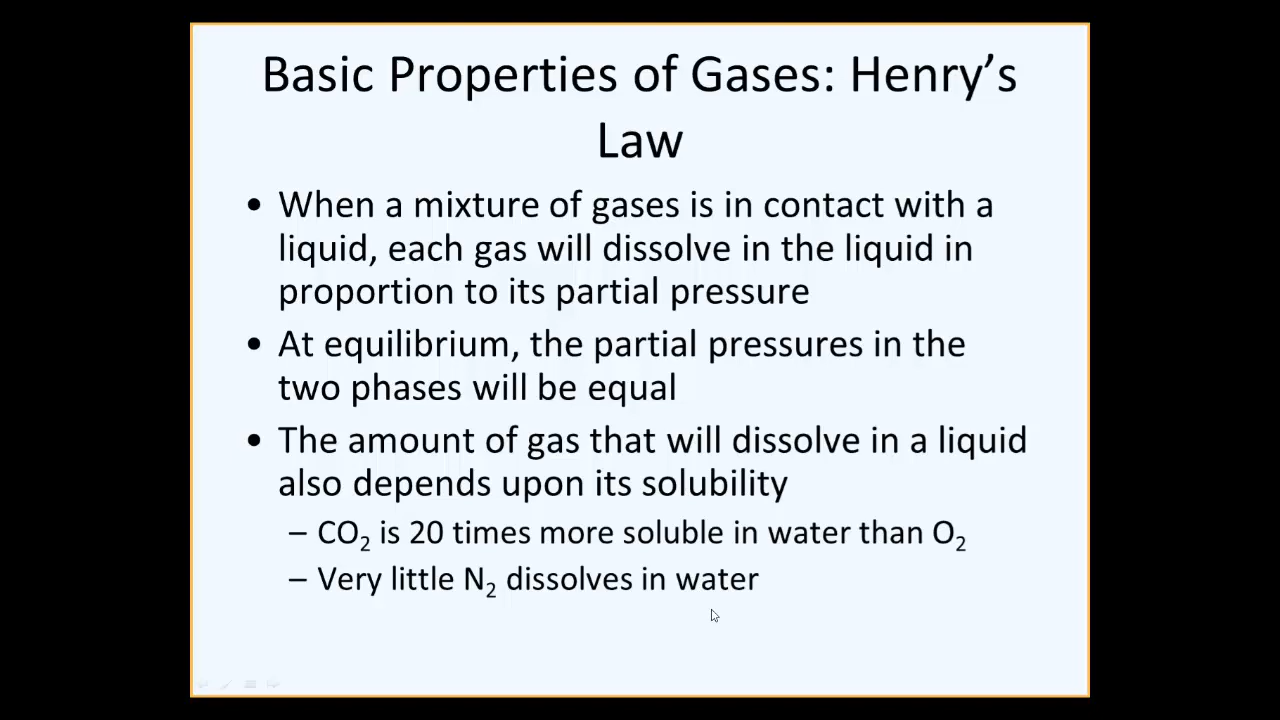 Basic Properties of Gases: Henry’s
Law
• When a mixture of gases is in contact with a
liquid, each gas will dissolve in the liquid in
proportion to its partial pressure
• At equilibrium, the partial pressures in the
two phases will be equal
• The amount of gas that will dissolve in a liquid
also depends upon its solubility
– CO₂ is 20 times more soluble in water than O₂
– Very little N₂ dissolves in water